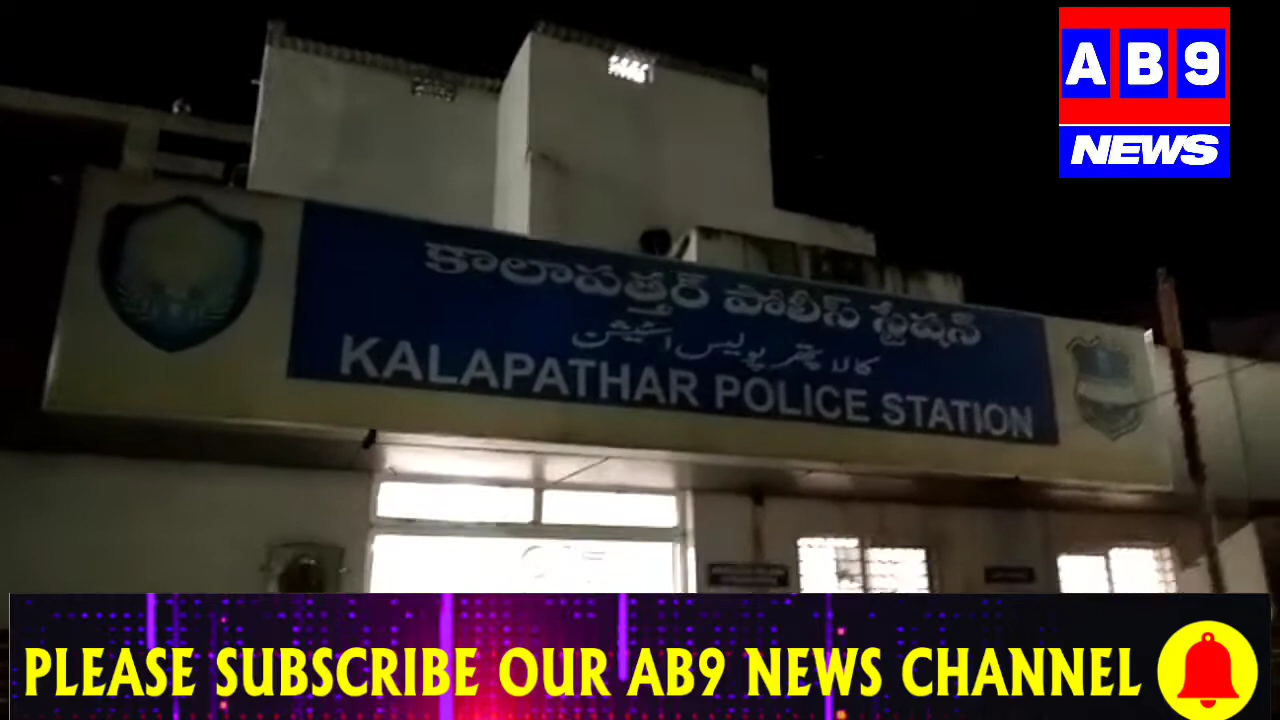 AB9
NEWS
కాలాపత్తర్ పోలీస్ స్టేషన్
کالا پتھر پولیس اسٹیشن
KALAPATHAR POLICE STATION
PLEASE SUBSCRIBE OUR AB9 NEWS CHANNEL